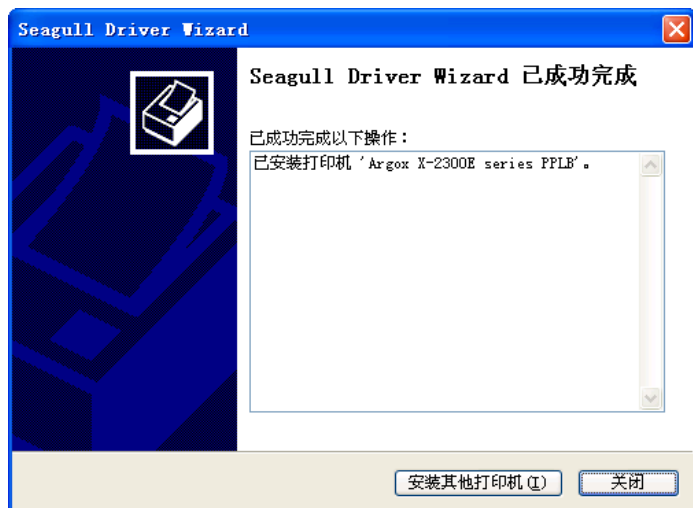 Seagull Driver Wizard
Seagull Driver Wizard 已成功完成
已成功完成以下操作：
已安装打印机 'Argox X-2300E series PPLB'。
安装其他打印机(I) 关闭